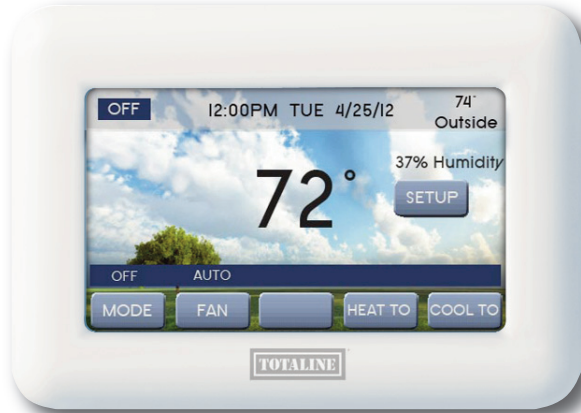 OFF 12:00PM TUE 4/25/12 74°
Outside
37% Humidity
72°
SETUP
OFF AUTO
MODE FAN HEAT TO COOL TO
TOTALINE